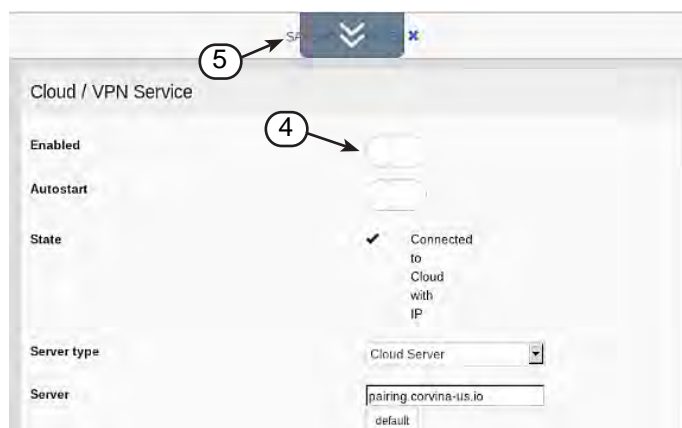 5
Cloud / VPN Service
4
Enabled
Autostart
State
Connected
to
Cloud
with
IP
Server type
Cloud Server
Server
pairing.corvina-us.io
default